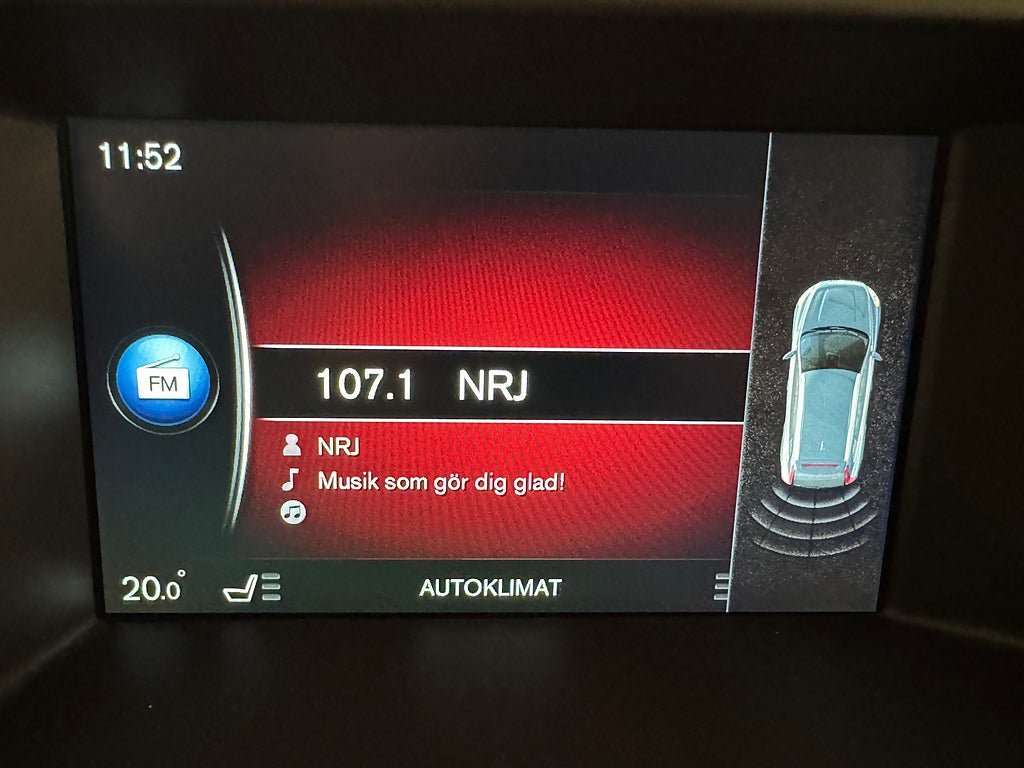 11:52
FM
107.1 NRJ
NRJ
Musik som gör dig glad!
20.0° AUTOKLIMAT